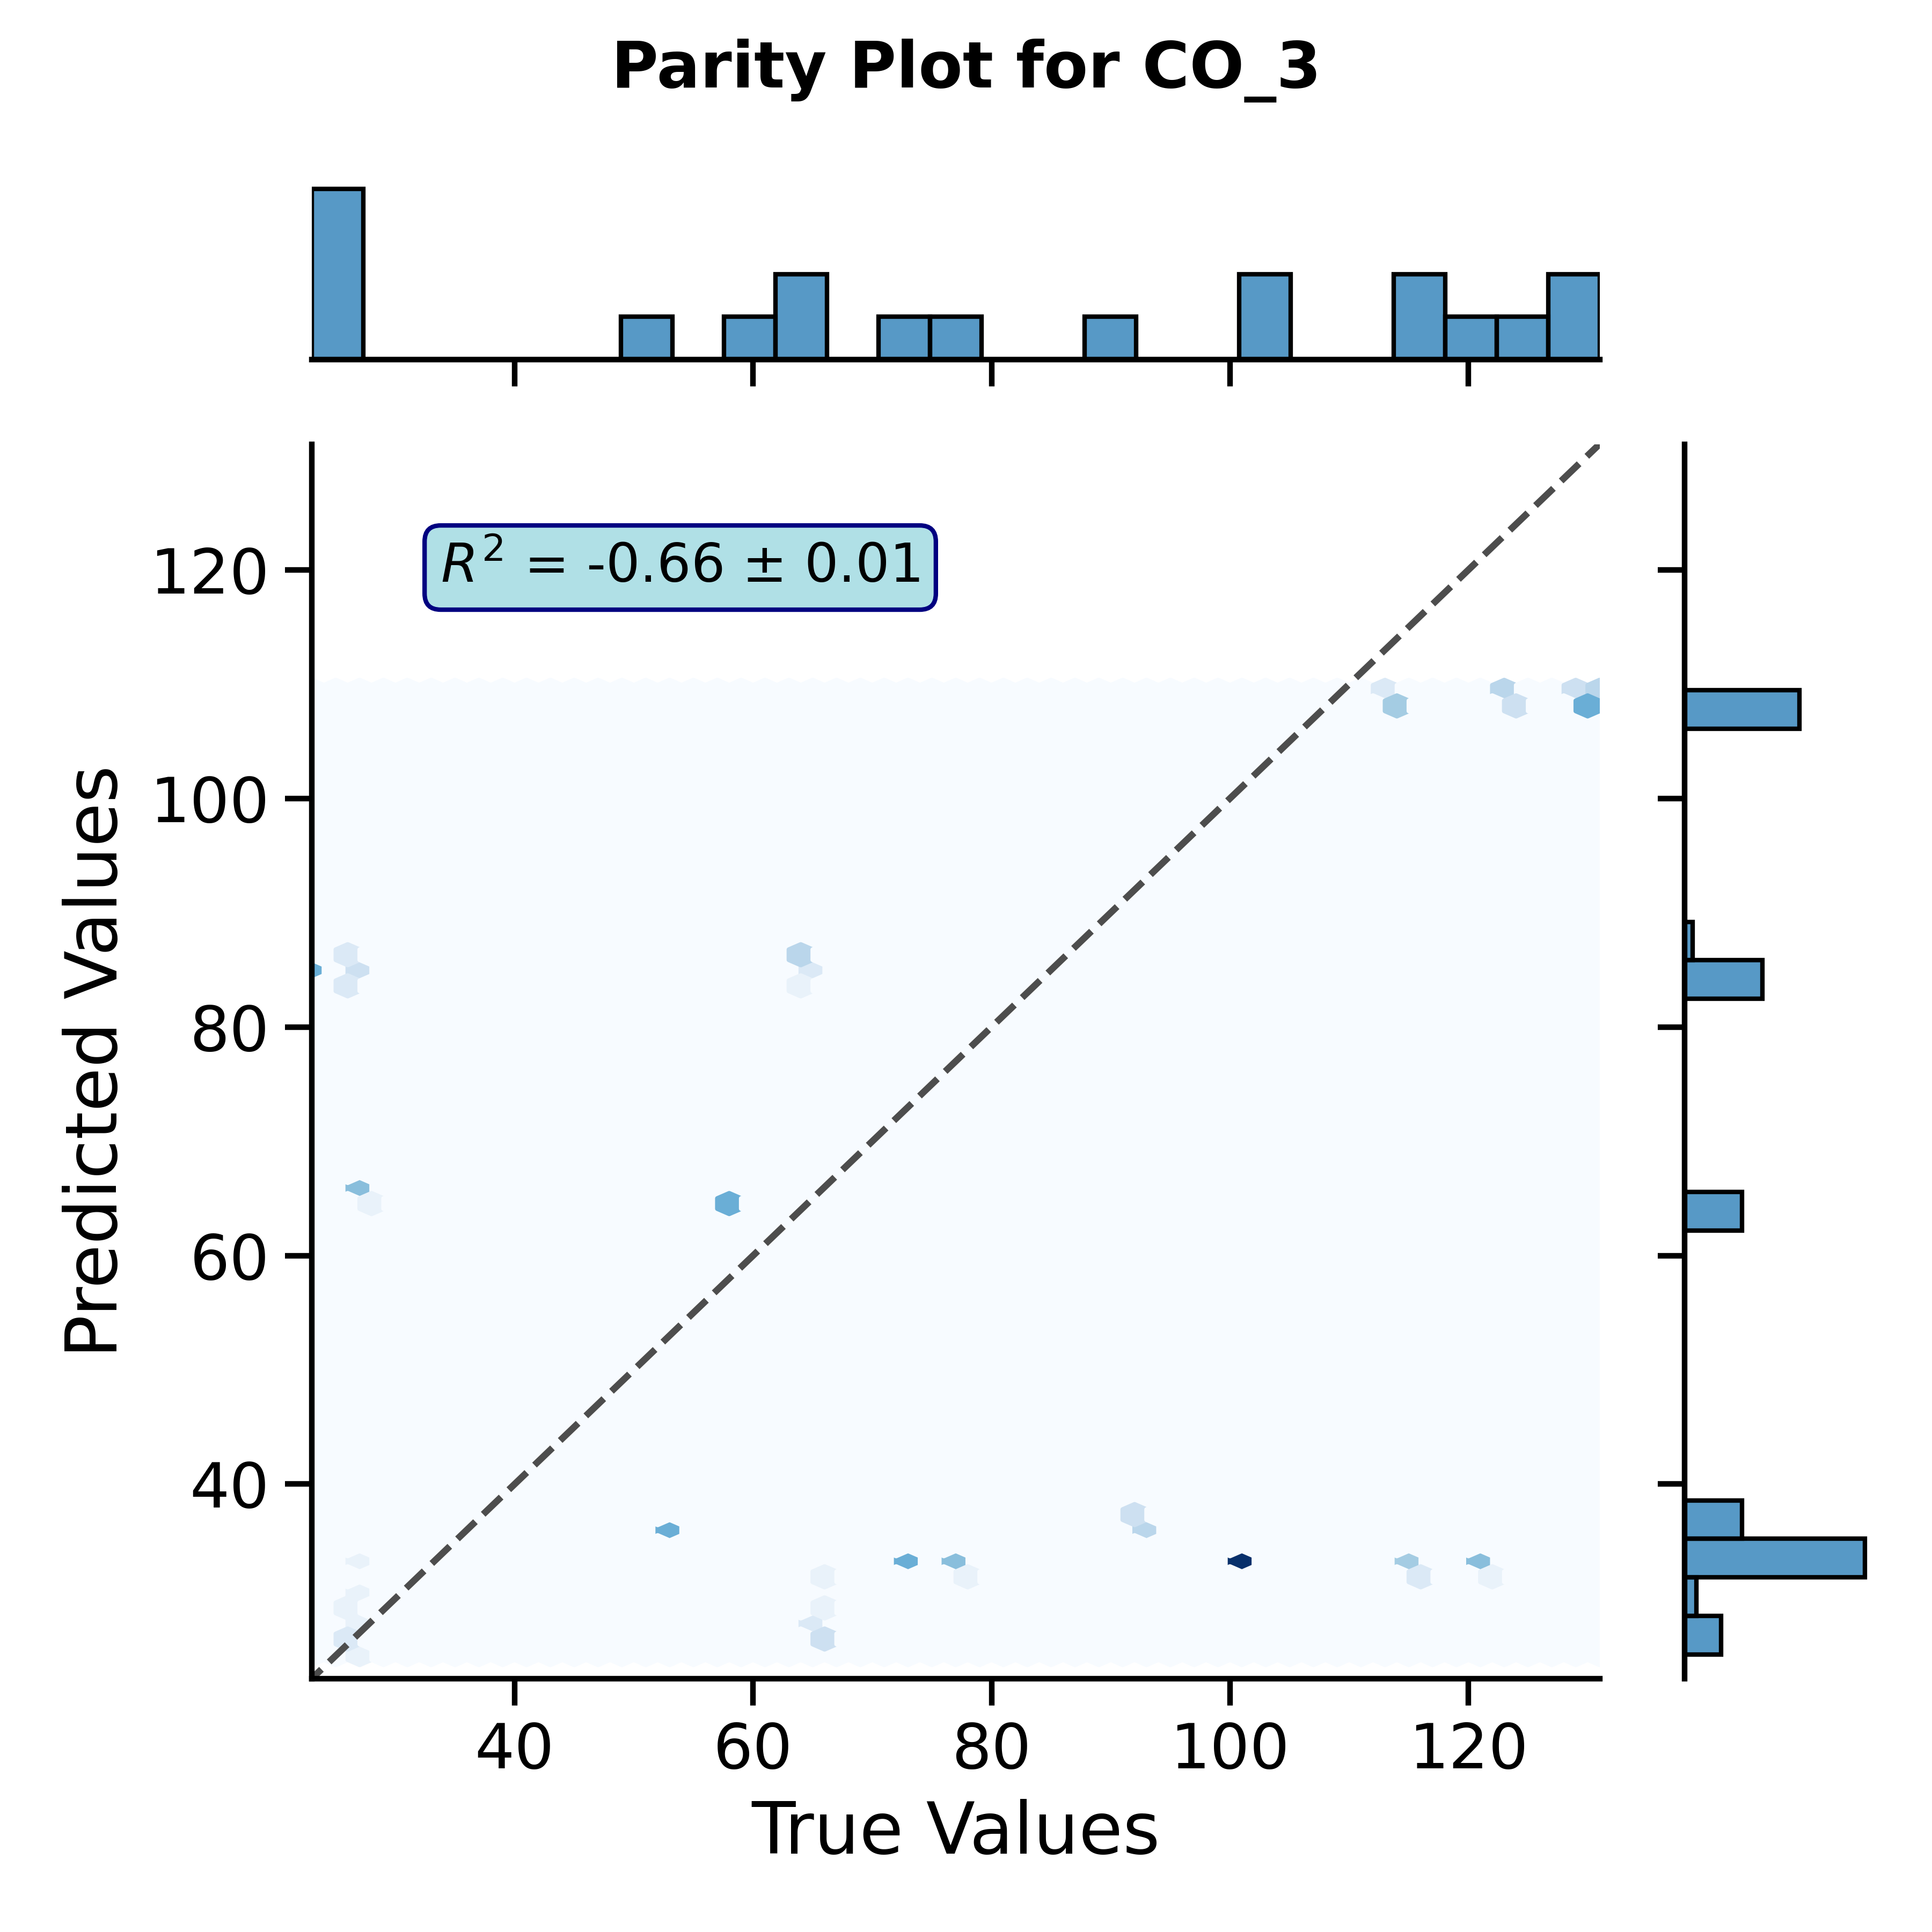 Parity Plot for CO_3
R² = -0.66 ± 0.01
120
100
80
60
40
Predicted Values
40 60 80 100 120
True Values